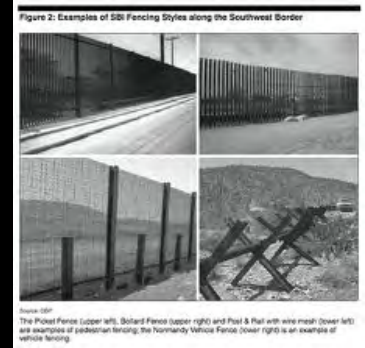 Figure 2: Examples of SBI Fencing Styles along the Southwest Border
Source: CBP.
The Picket Fence (upper left), Bollard Fence (upper right) and Post & Rail with wire mesh (lower left)
are examples of pedestrian fencing; the Normandy Vehicle Fence (lower right) is an example of
vehicle fencing.